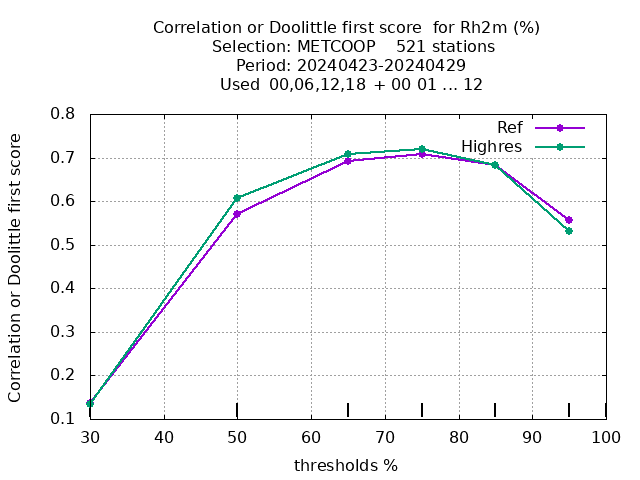 Correlation or Doolittle first score  for Rh2m (%)
Selection: METCOOP    521 stations
Period: 20240423-20240429
Used  00,06,12,18  + 00 01 ... 12
Correlation or Doolittle first score
0.8
0.7
0.6
0.5
0.4
0.3
0.2
0.1
Ref
Highres
30 40 50 60 70 80 90 100
thresholds %